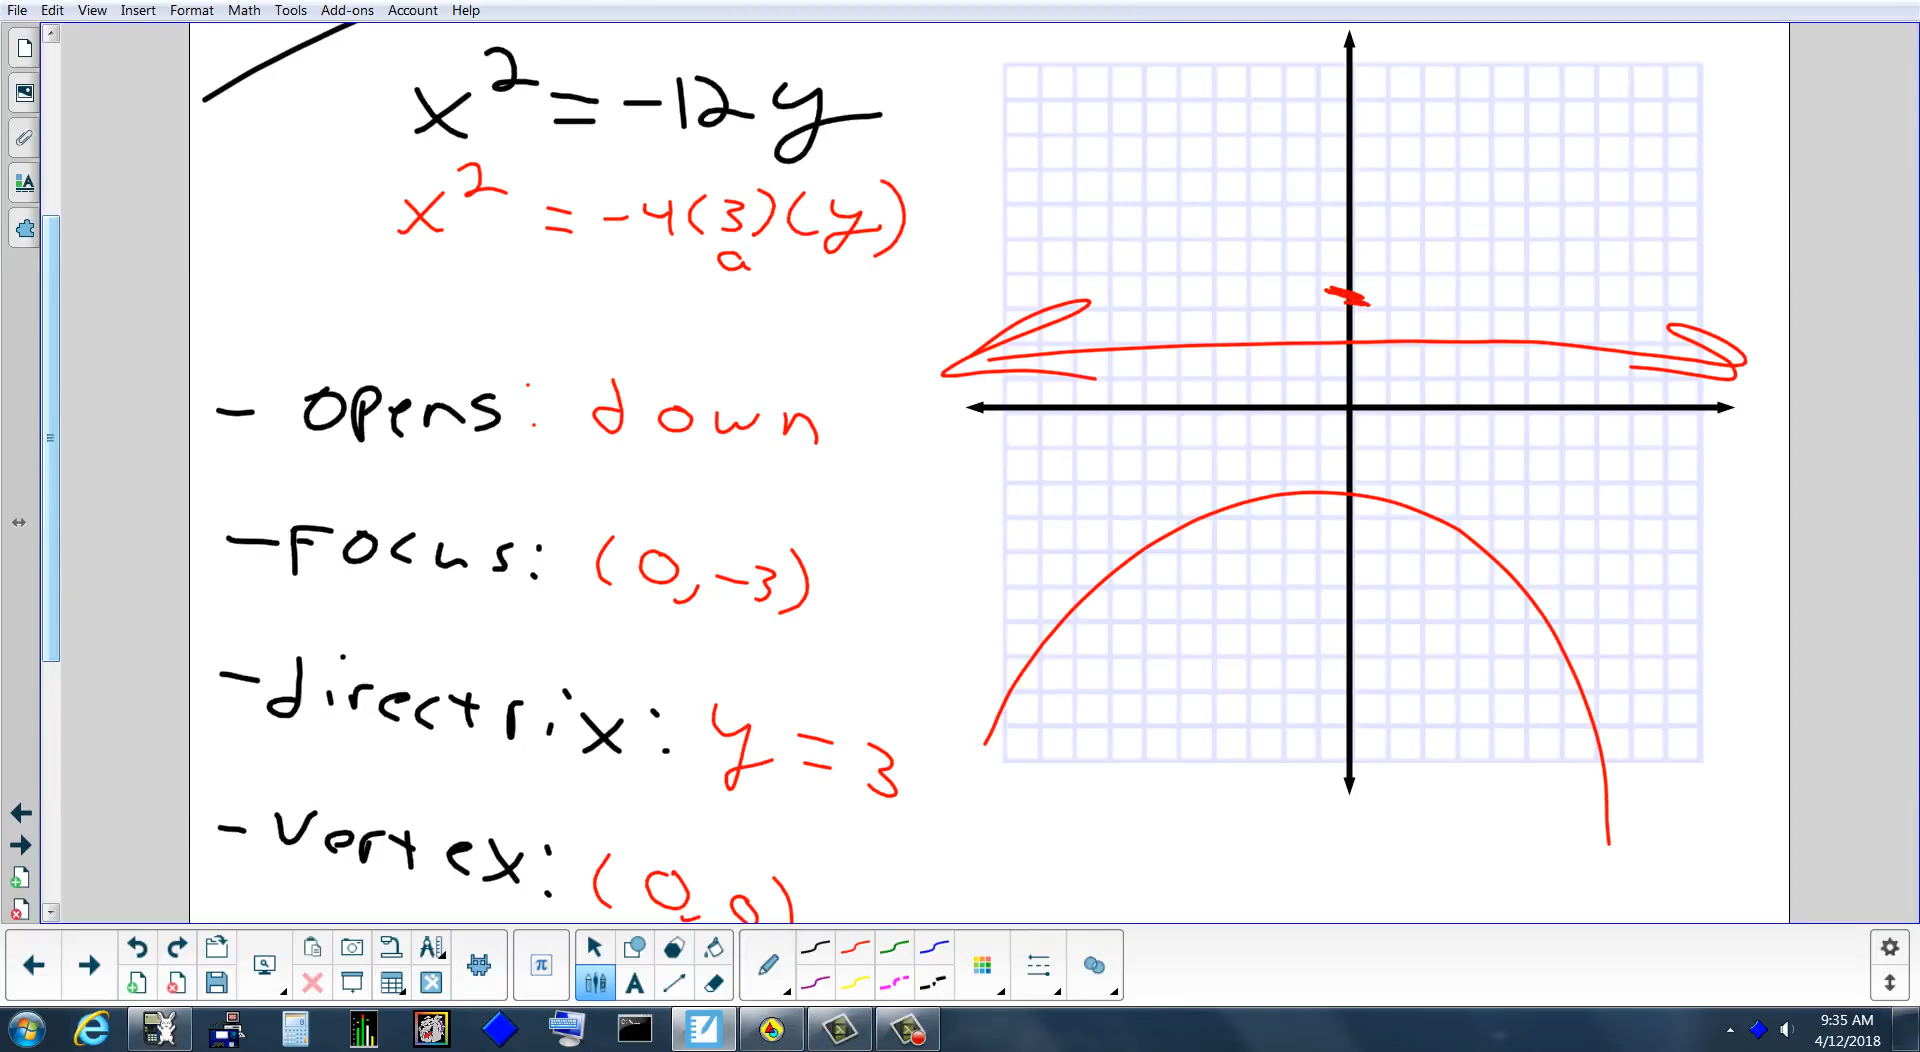 File Edit View Insert Format Math Tools Add-ons Account Help
x² = -12y
x² = -4(3)(y)
a
- Opens: down
- Focus: (0, -3)
- directrix: y = 3
- Vertex: (0, 0)
π
A
9:35 AM
4/12/2018